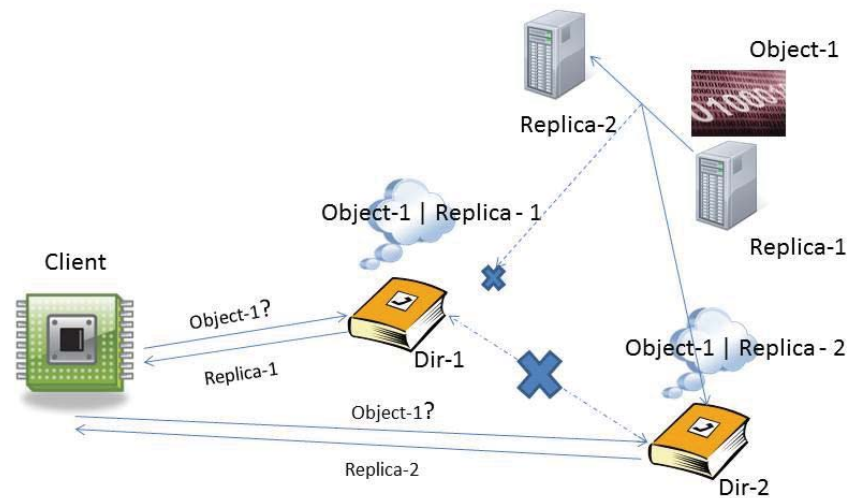 Object-1
Replica-2
Object-1 | Replica - 1
Replica-1
Client
Object-1?
Replica-1
Dir-1
Object-1 | Replica - 2
Object-1?
Replica-2
Dir-2